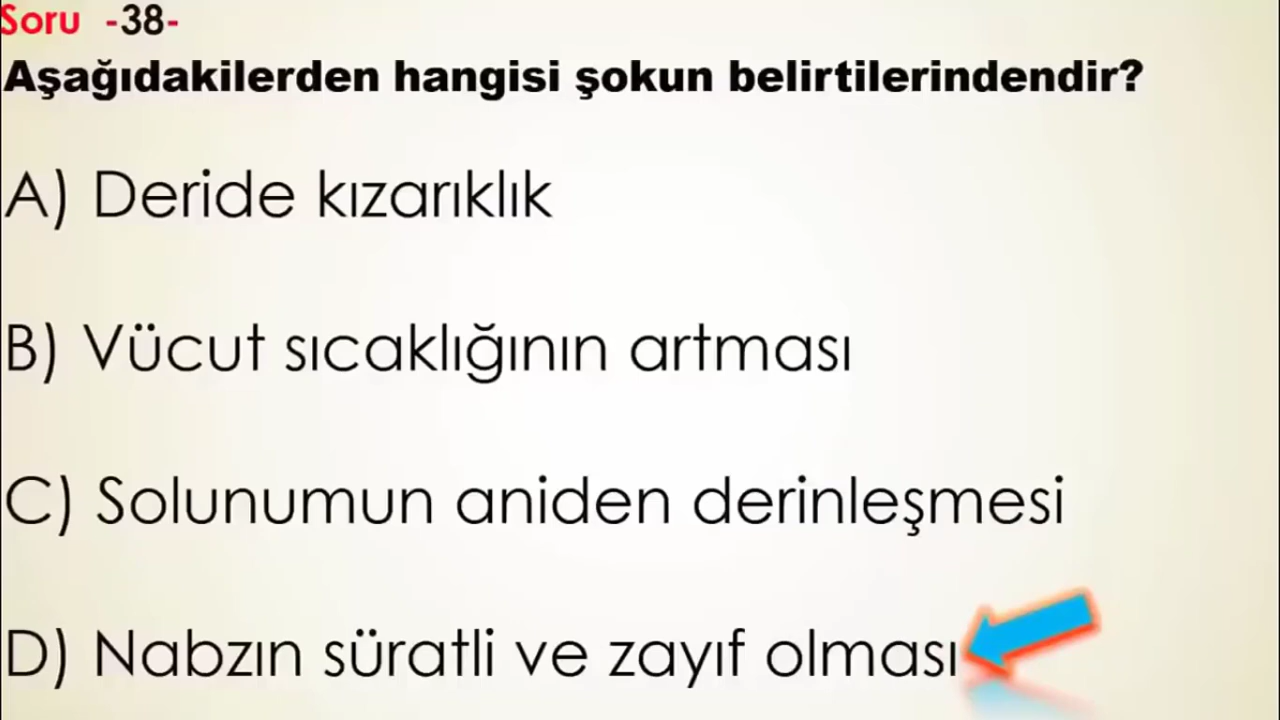 Soru -38-
Aşağıdakilerden hangisi şokun belirtilerindendir?
A) Deride kızarıklık
B) Vücut sıcaklığının artması
C) Solunumun aniden derinleşmesi
D) Nabzın süratli ve zayıf olması